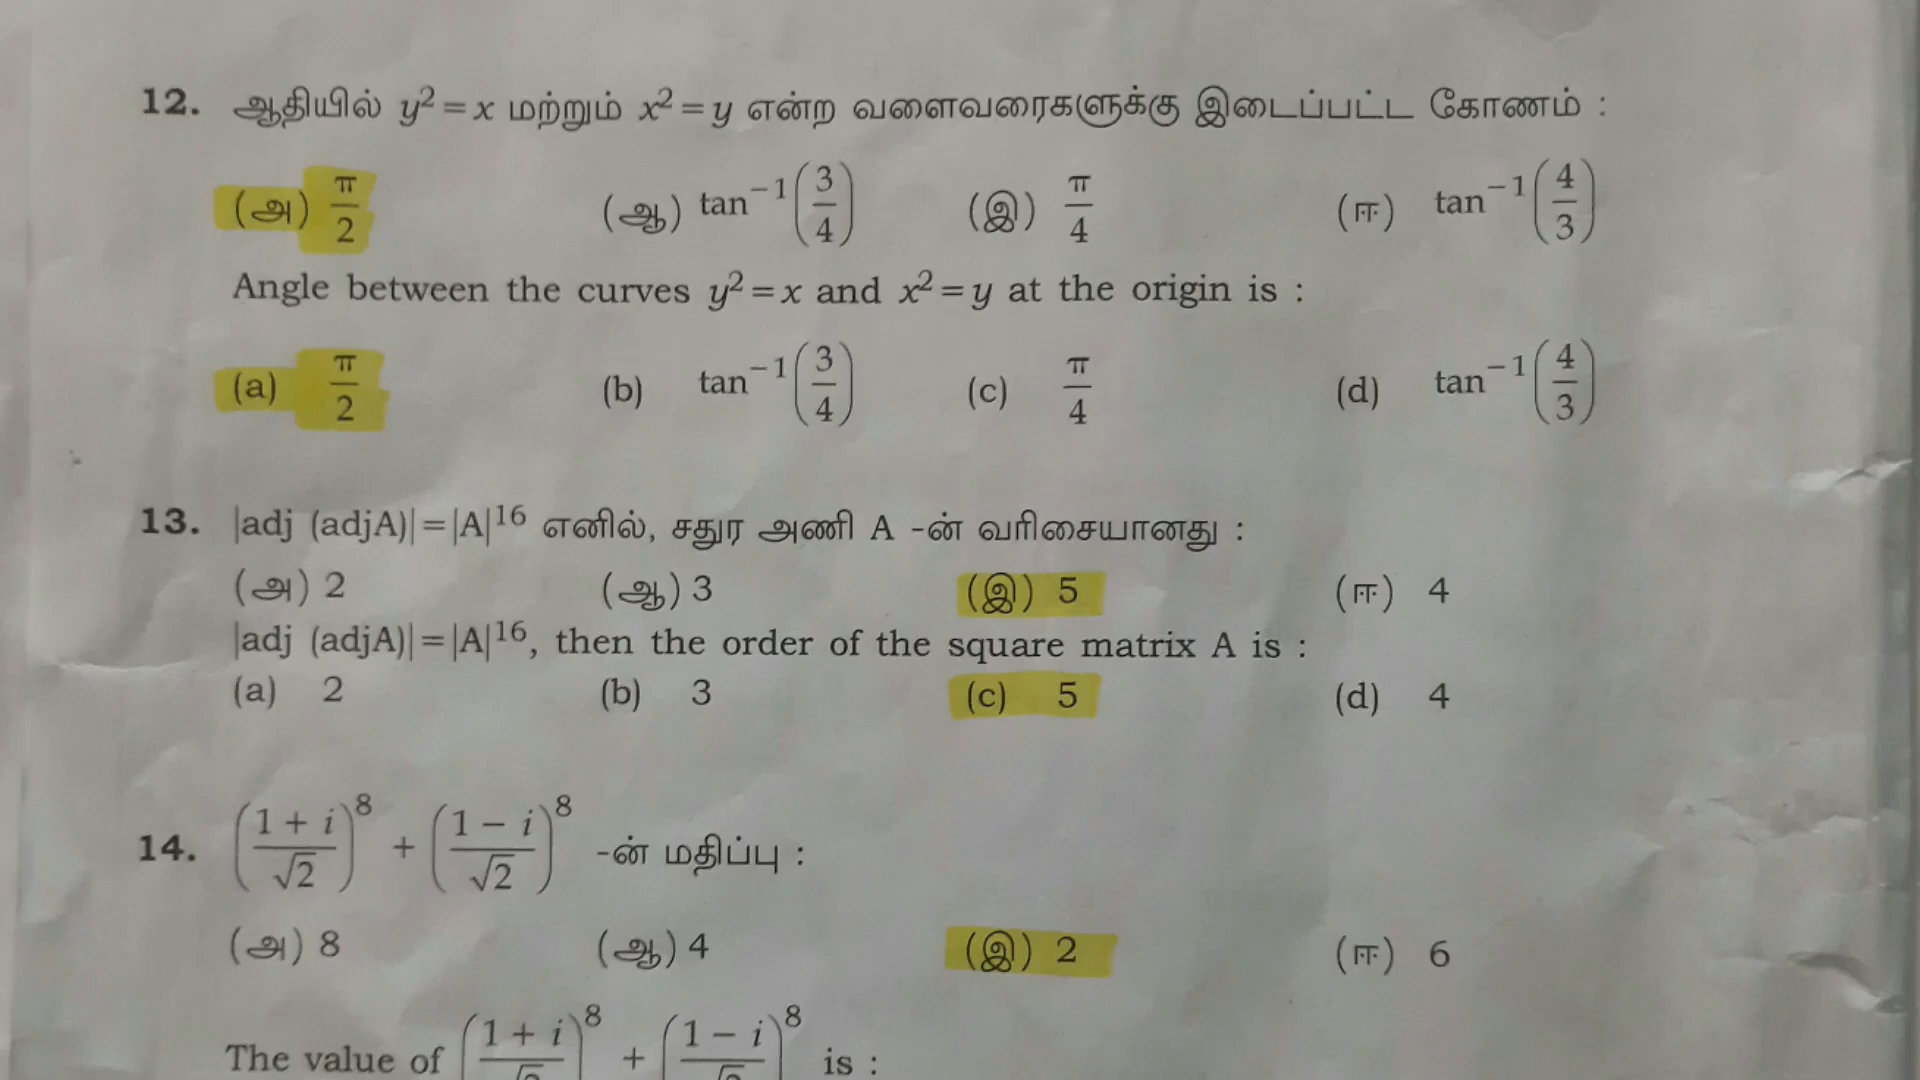 12. ஆதியில் y² = x மற்றும் x² = y என்ற வளைவரைகளுக்கு இடைப்பட்ட கோணம் :
(அ) π/2 (ஆ) tan⁻¹(3/4) (இ) π/4 (ஈ) tan⁻¹(4/3)
Angle between the curves y² = x and x² = y at the origin is :
(a) π/2 (b) tan⁻¹(3/4) (c) π/4 (d) tan⁻¹(4/3)
13. |adj (adjA)| = |A|¹⁶ எனில், சதுர அணி A -ன் வரிசையானது :
(அ) 2 (ஆ) 3 (இ) 5 (ஈ) 4
|adj (adjA)| = |A|¹⁶, then the order of the square matrix A is :
(a) 2 (b) 3 (c) 5 (d) 4
14. ((1 + i)/√2)⁸ + ((1 − i)/√2)⁸ -ன் மதிப்பு :
(அ) 8 (ஆ) 4 (இ) 2 (ஈ) 6
The value of ((1 + i)/√2)⁸ + ((1 − i)/√2)⁸ is :